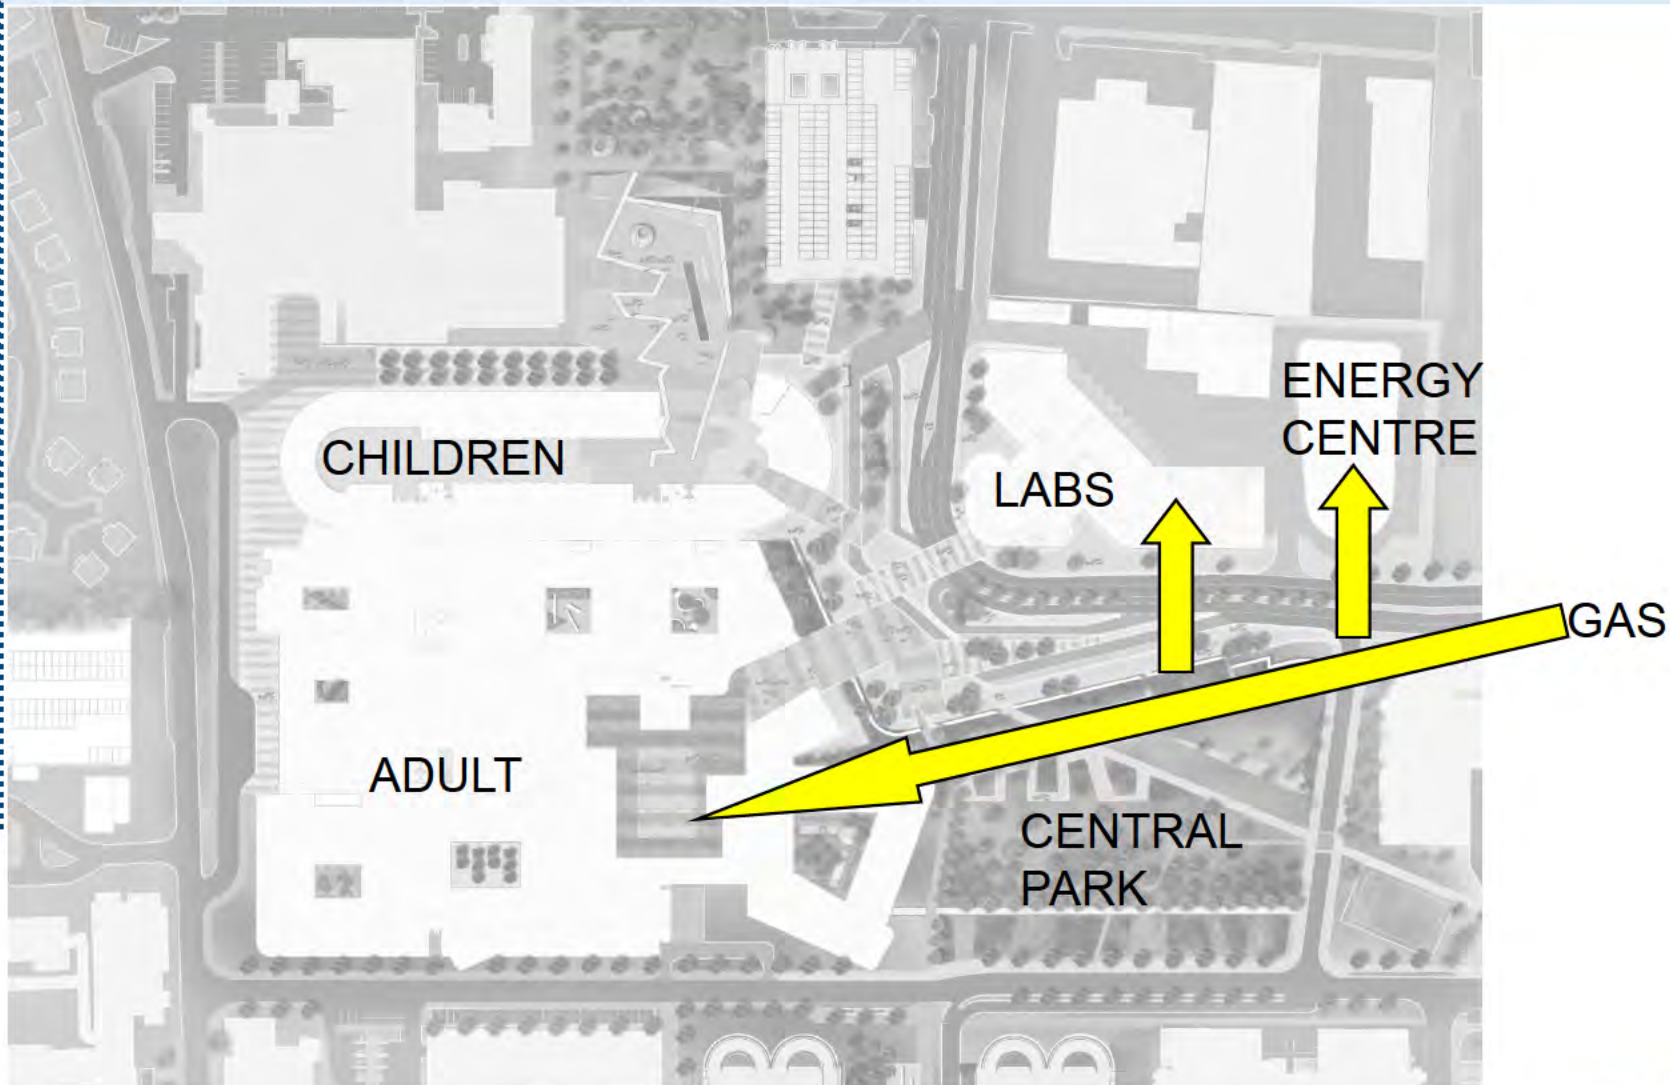 ENERGY
CENTRE
CHILDREN
LABS
GAS
ADULT
CENTRAL
PARK